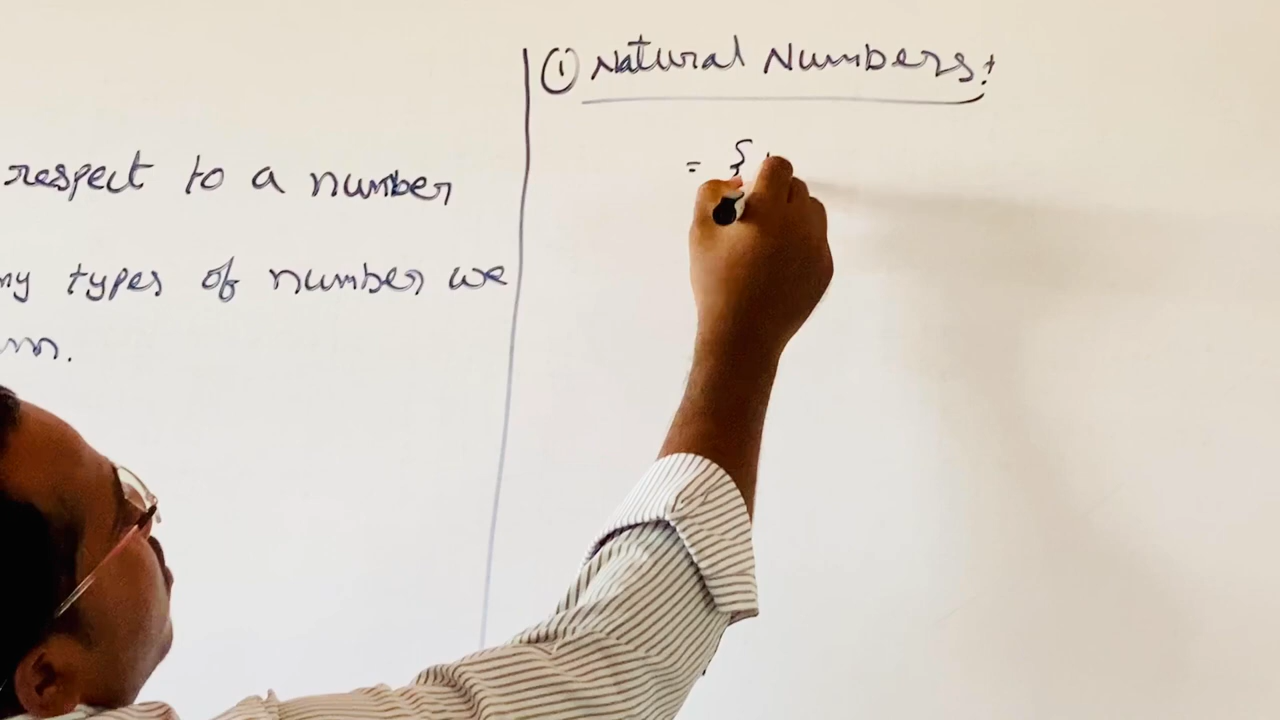 respect to a number
ny types of number we
① Natural Numbers:
= {